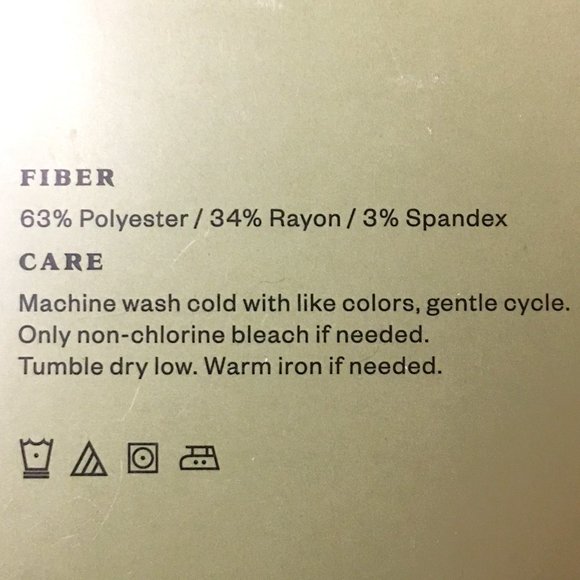 FIBER
63% Polyester / 34% Rayon / 3% Spandex
CARE
Machine wash cold with like colors, gentle cycle.
Only non-chlorine bleach if needed.
Tumble dry low. Warm iron if needed.